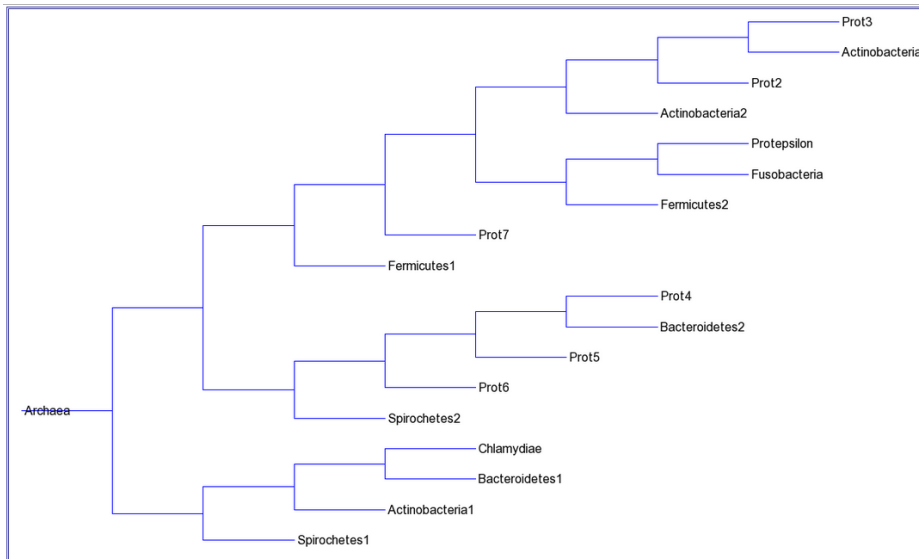 Prot3
Actinobacteria
Prot2
Actinobacteria2
Protepsilon
Fusobacteria
Fermicutes2
Prot7
Fermicutes1
Prot4
Bacteroidetes2
Prot5
Prot6
Archaea
Spirochetes2
Chlamydiae
Bacteroidetes1
Actinobacteria1
Spirochetes1